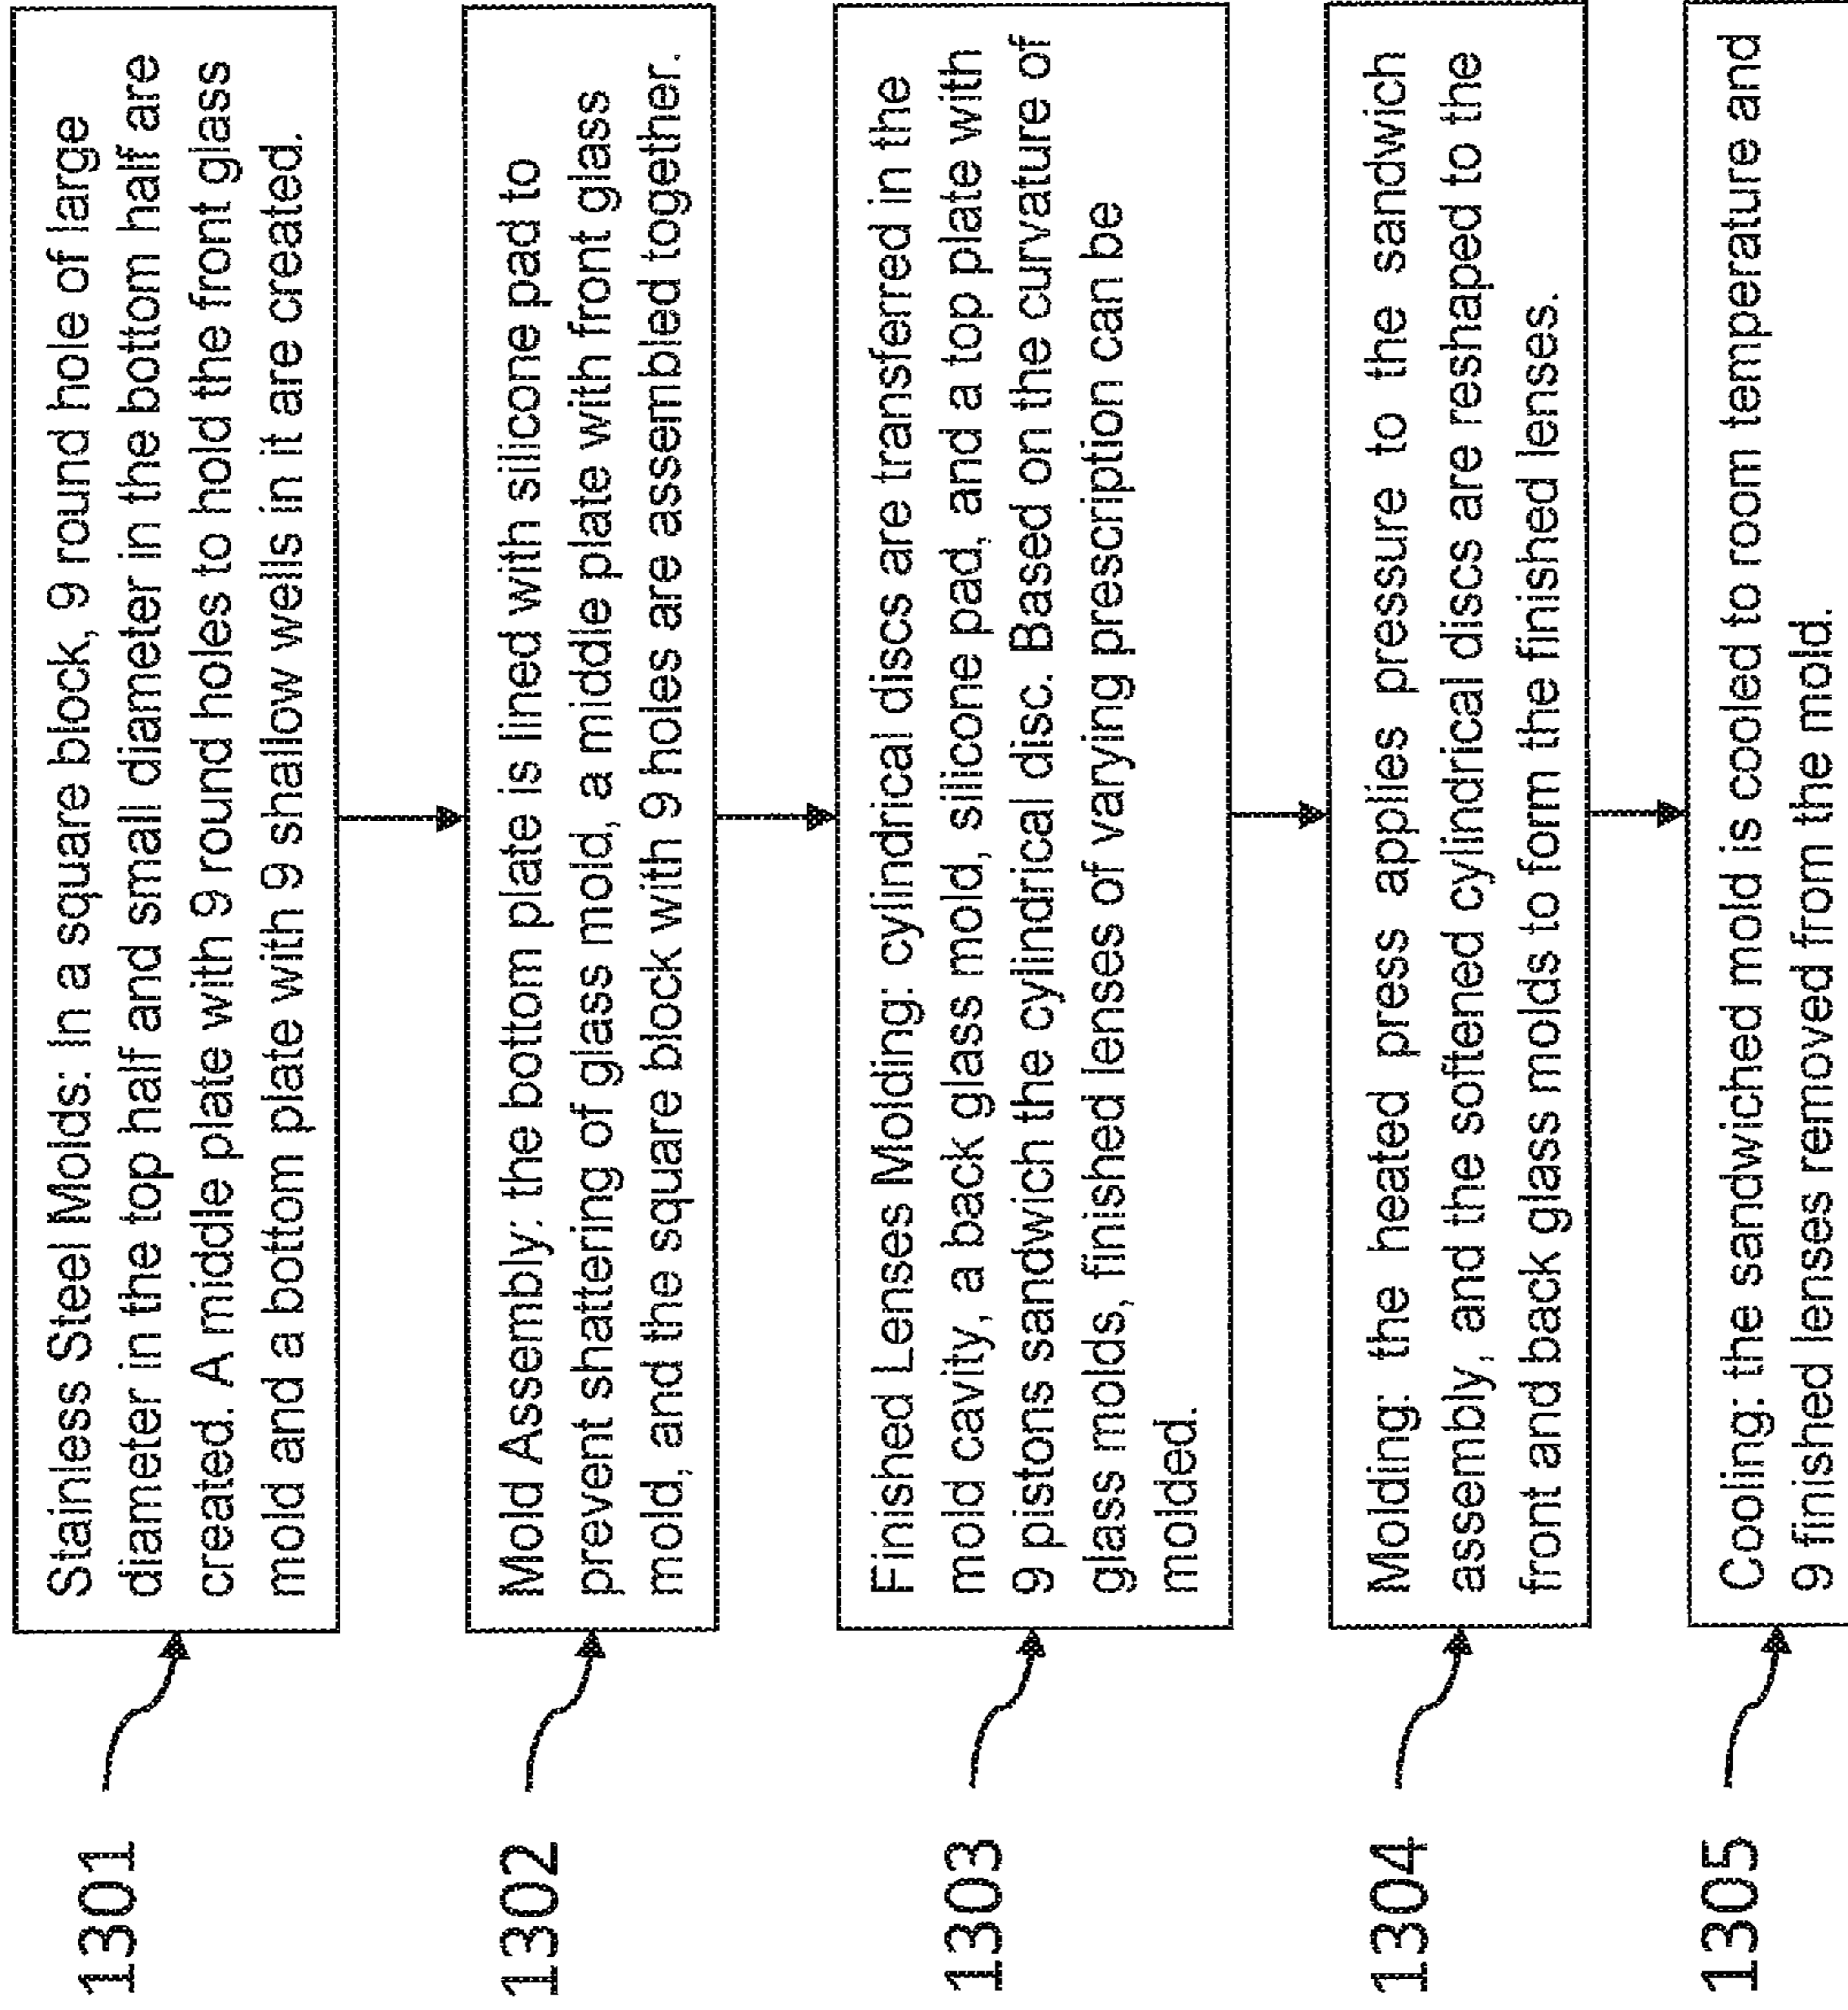 1301
Stainless Steel Molds: In a square block, 9 round hole of large
diameter in the top half and small diameter in the bottom half are
created. A middle plate with 9 round holes to hold the front glass
mold and a bottom plate with 9 shallow wells in it are created.
1302
Mold Assembly: the bottom plate is lined with silicone pad to
prevent shattering of glass mold, a middle plate with front glass
mold, and the square block with 9 holes are assembled together.
1303
Finished Lenses Molding: cylindrical discs are transferred in the
mold cavity, a back glass mold, silicone pad, and a top plate with
9 pistons sandwich the cylindrical disc. Based on the curvature of
glass molds, finished lenses of varying prescription can be
molded.
1304
Molding: the heated press applies pressure to the sandwich
assembly, and the softened cylindrical discs are reshaped to the
front and back glass molds to form the finished lenses.
1305
Cooling: the sandwiched mold is cooled to room temperature and
9 finished lenses removed from the mold.